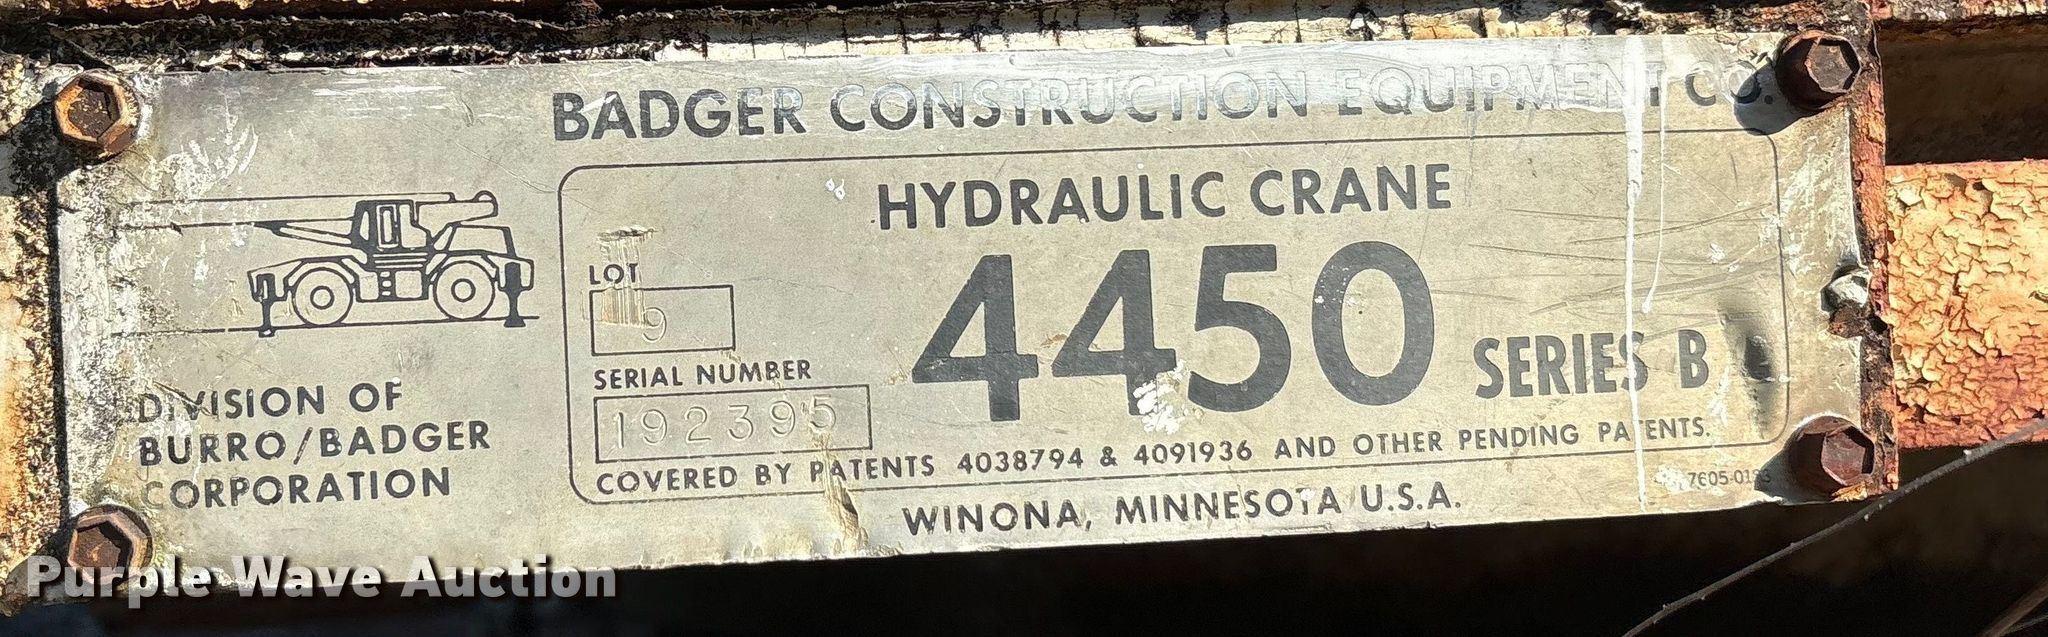 BADGER CONSTRUCTION EQUIPMENT CO.
HYDRAULIC CRANE
4450 SERIES B
LOT
9
SERIAL NUMBER
192395
COVERED BY PATENTS 4038794 & 4091936 AND OTHER PENDING PATENTS.
DIVISION OF
BURRO/BADGER
CORPORATION
WINONA, MINNESOTA U.S.A.
Purple Wave Auction